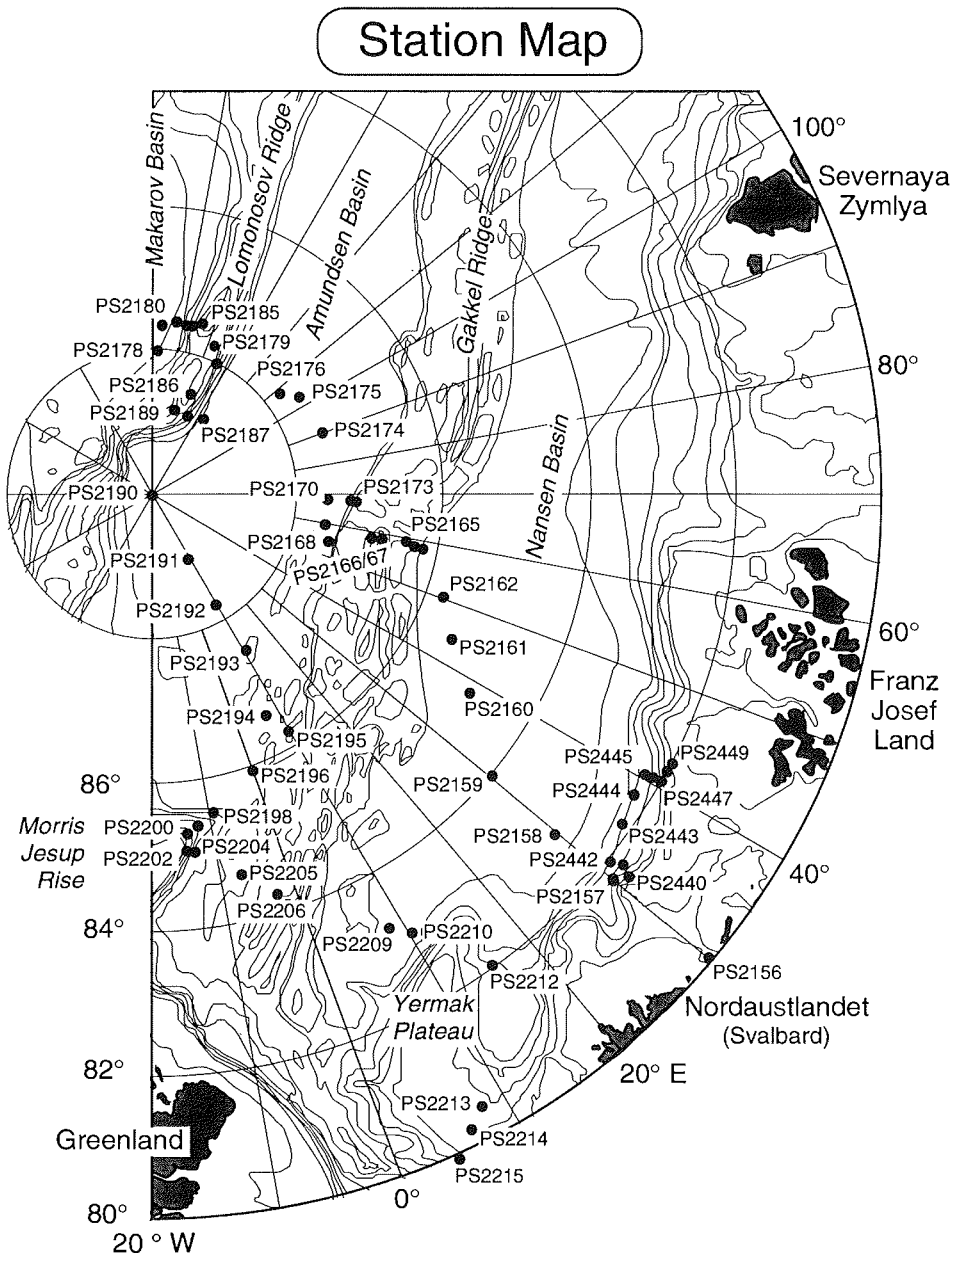 Station Map
100°
Severnaya
Zymlya
Makarov Basin
Lomonosov Ridge
Amundsen Basin
Gakkel Ridge
PS2180
PS2185
PS2178
PS2179
PS2176
PS2186
PS2175
80°
PS2189
PS2187
PS2174
Nansen Basin
PS2190
PS2170
PS2173
PS2165
PS2168
PS2166/67
PS2191
PS2162
PS2192
60°
PS2161
PS2193
Franz
Josef
Land
PS2160
PS2194
PS2195
PS2445
PS2449
PS2196
86°
PS2159
PS2444
PS2447
PS2198
Morris
Jesup
Rise
PS2200
PS2204
PS2202
PS2158
PS2443
PS2442
PS2205
40°
PS2157
PS2440
PS2206
84°
PS2209
PS2210
PS2156
PS2212
Yermak
Plateau
Nordaustlandet
(Svalbard)
82°
20° E
PS2213
Greenland
PS2214
PS2215
0°
80°
20 ° W